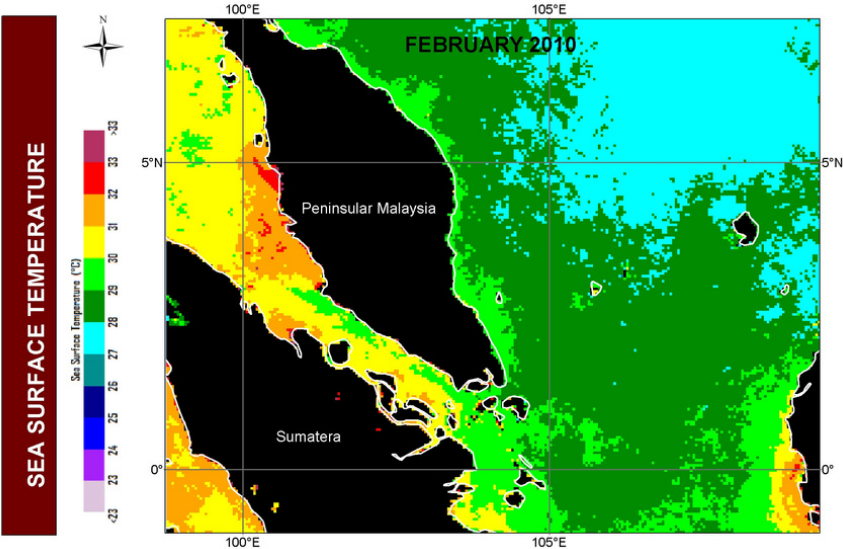 100°E
105°E
N
FEBRUARY 2010
SEA SURFACE TEMPERATURE
Sea Surface Temperature (°C)
>33
33
32
31
30
29
28
27
26
25
24
23
<23
5°N
5°N
Peninsular Malaysia
Sumatera
0°
0°
100°E
105°E